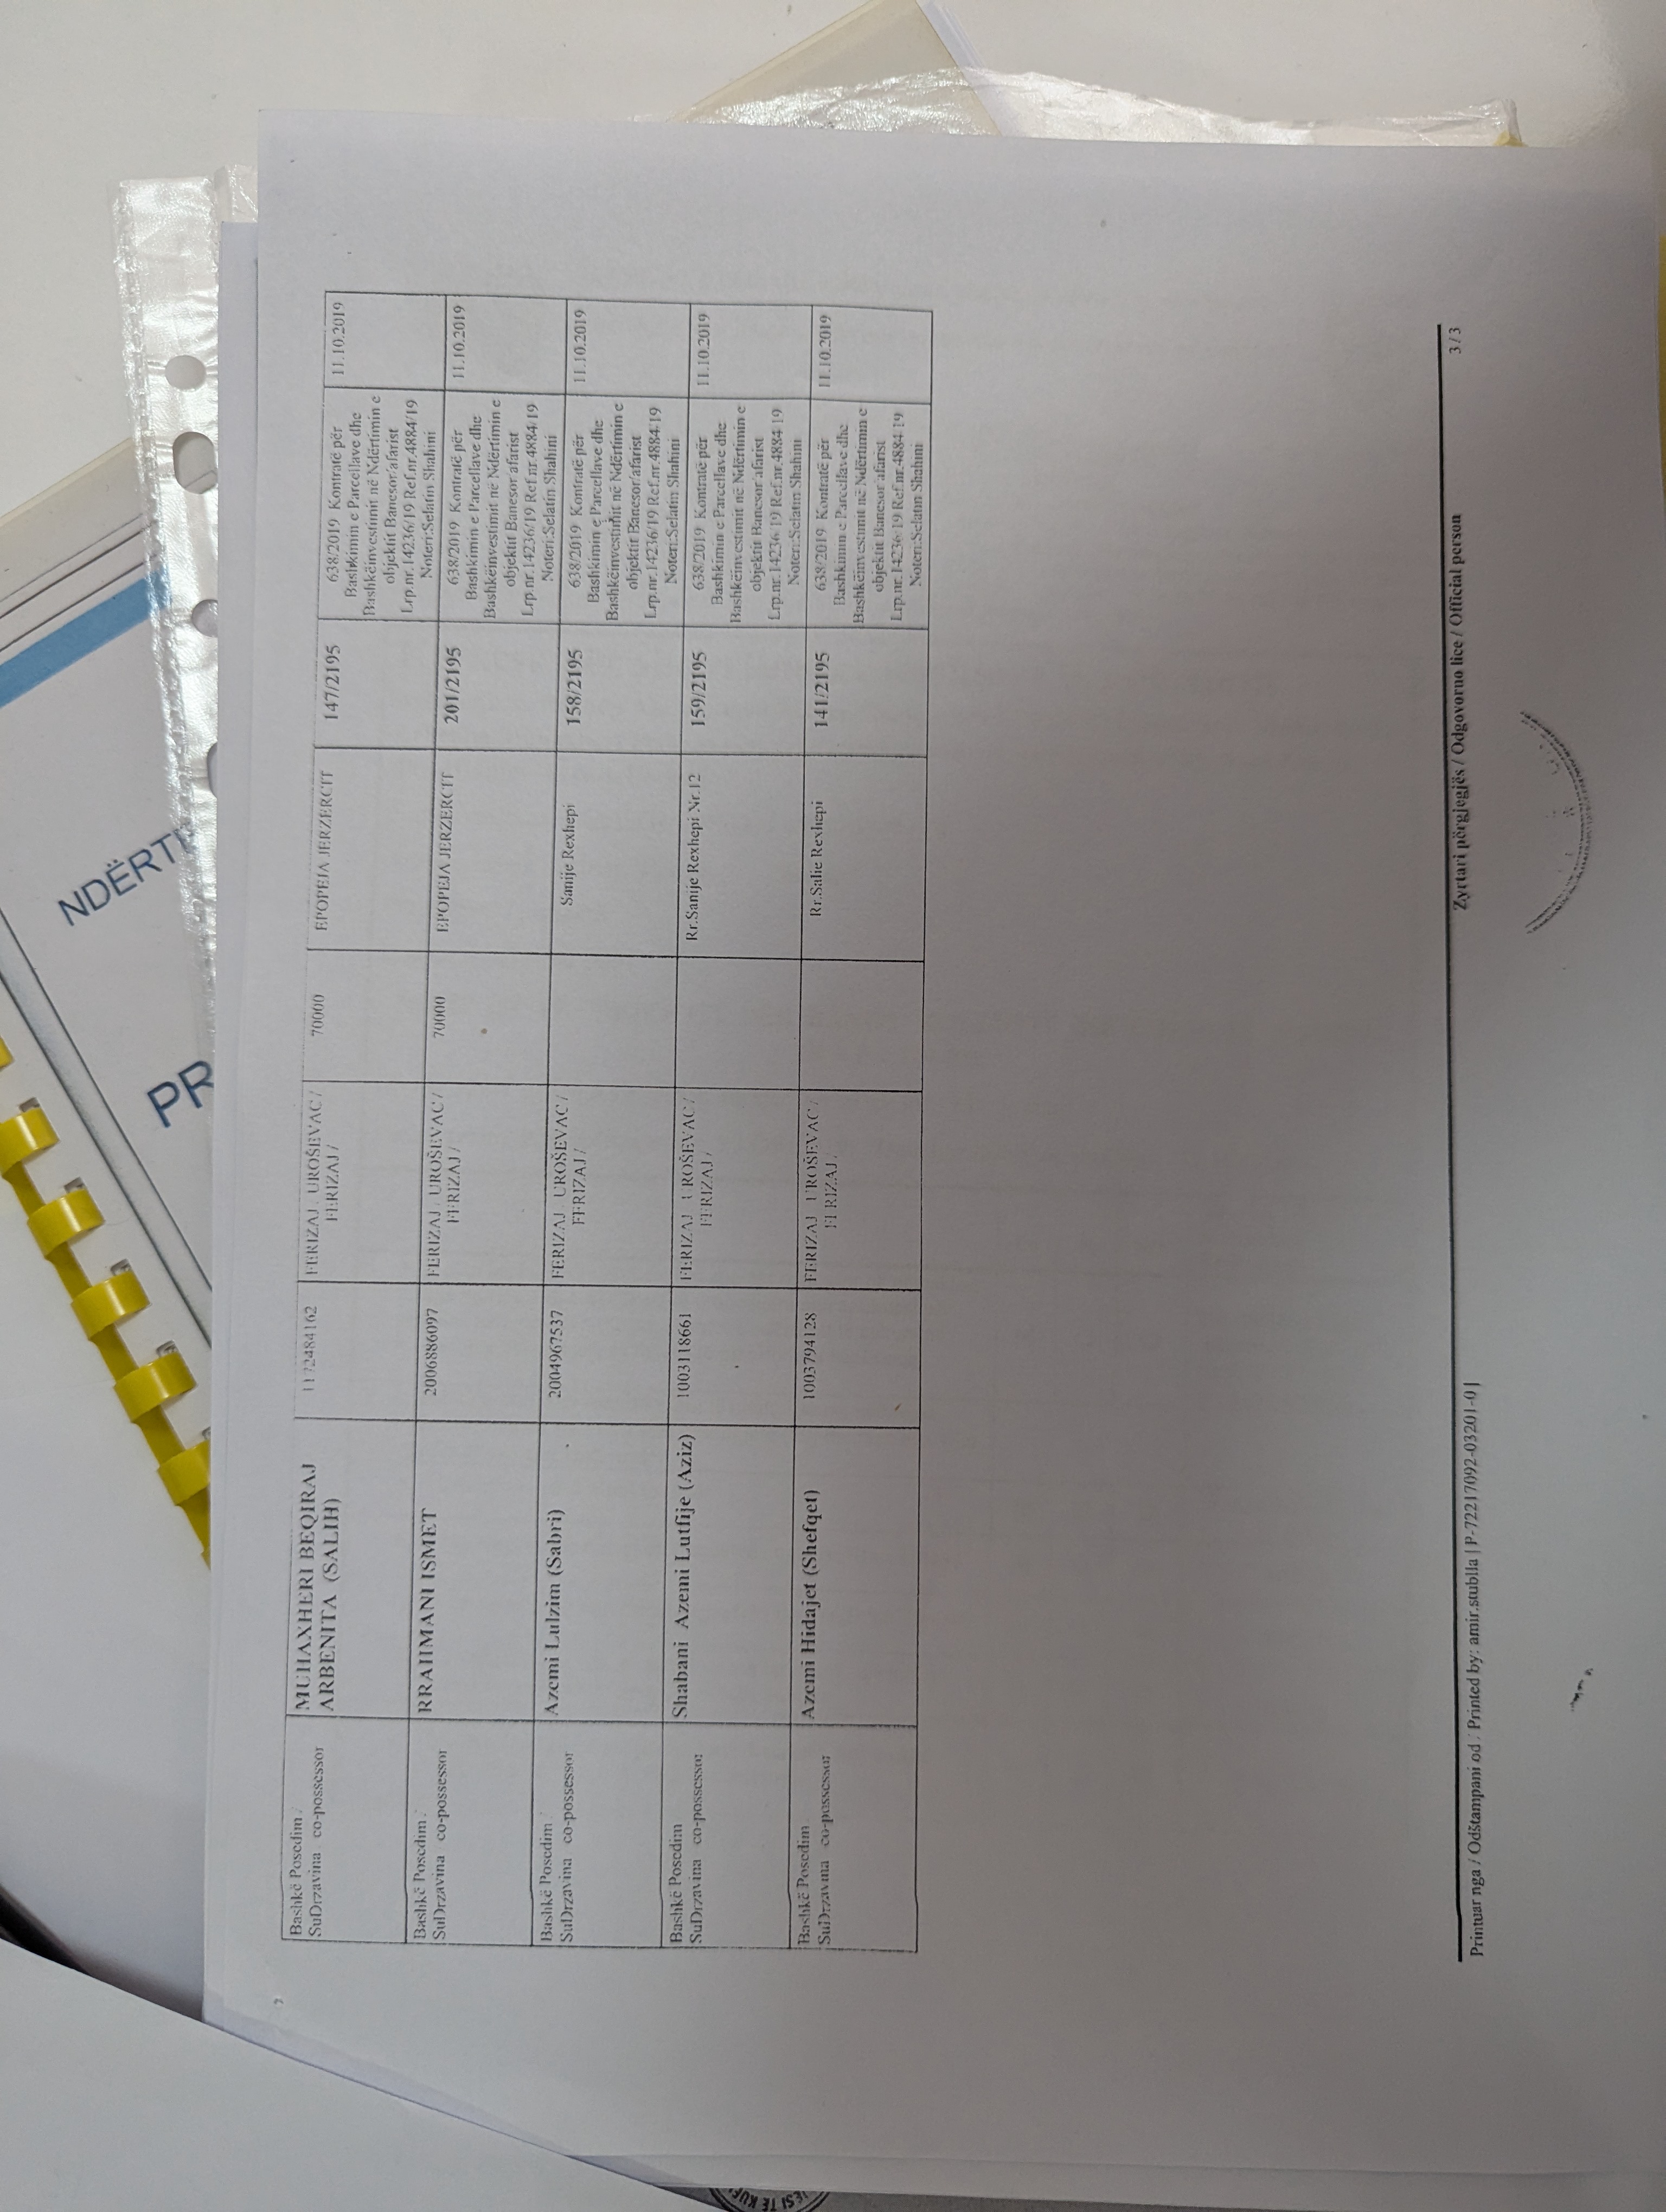 Bashkë Posedim /
SuDrzavina co-possessor
MUHAXHERI BEQIRAJ
ARBENITA (SALIH)
1172484162
FERIZAJ / UROŠEVAC /
FERIZAJ /
70000
EPOPEJA JERZERCIT
147/2195
638/2019 Kontratë për
Bashkimin e Parcellave dhe
Bashkëinvestimit në Ndërtimin e
objektit Banesor/afarist
Lrp.nr.14236/19 Ref.nr.4884/19
Noteri:Selatin Shahini
11.10.2019
Bashkë Posedim /
SuDrzavina co-possessor
RRAHMANI ISMET
2006886097
FERIZAJ / UROŠEVAC /
FERIZAJ /
70000
EPOPEJA JERZERCIT
201/2195
638/2019 Kontratë për
Bashkimin e Parcellave dhe
Bashkëinvestimit në Ndërtimin e
objektit Banesor/afarist
Lrp.nr.14236/19 Ref.nr.4884/19
Noteri:Selatin Shahini
11.10.2019
Bashkë Posedim /
SuDrzavina co-possessor
Azemi Lulzim (Sabri)
2004967537
FERIZAJ / UROŠEVAC /
FERIZAJ /
Sanije Rexhepi
158/2195
638/2019 Kontratë për
Bashkimin e Parcellave dhe
Bashkëinvestimit në Ndërtimin e
objektit Banesor/afarist
Lrp.nr.14236/19 Ref.nr.4884/19
Noteri:Selatin Shahini
11.10.2019
Bashkë Posedim
SuDrzavina co-possessor
Shabani Azemi Lutfije (Aziz)
1003118661
FERIZAJ / UROŠEVAC /
FERIZAJ /
Rr.Sanije Rexhepi Nr.12
159/2195
638/2019 Kontratë për
Bashkimin e Parcellave dhe
Bashkëinvestimit në Ndërtimin e
objektit Banesor/afarist
Lrp.nr.14236/19 Ref.nr.4884/19
Noteri:Selatin Shahini
11.10.2019
Bashkë Posedim
SuDrzavina co-possessor
Azemi Hidajet (Shefqet)
1003794128
FERIZAJ / UROŠEVAC /
FERIZAJ /
Rr.Salie Rexhepi
141/2195
638/2019 Kontratë për
Bashkimin e Parcellave dhe
Bashkëinvestimit në Ndërtimin e
objektit Banesor/afarist
Lrp.nr.14236/19 Ref.nr.4884/19
Noteri:Selatin Shahini
11.10.2019
Printuar nga / Odštampani od / Printed by: amir.stublla | P-72217092-03201-0 |
Zyrtari përgjegjës / Odgovorno lice / Official person
3 / 3
NDËRTI
PR